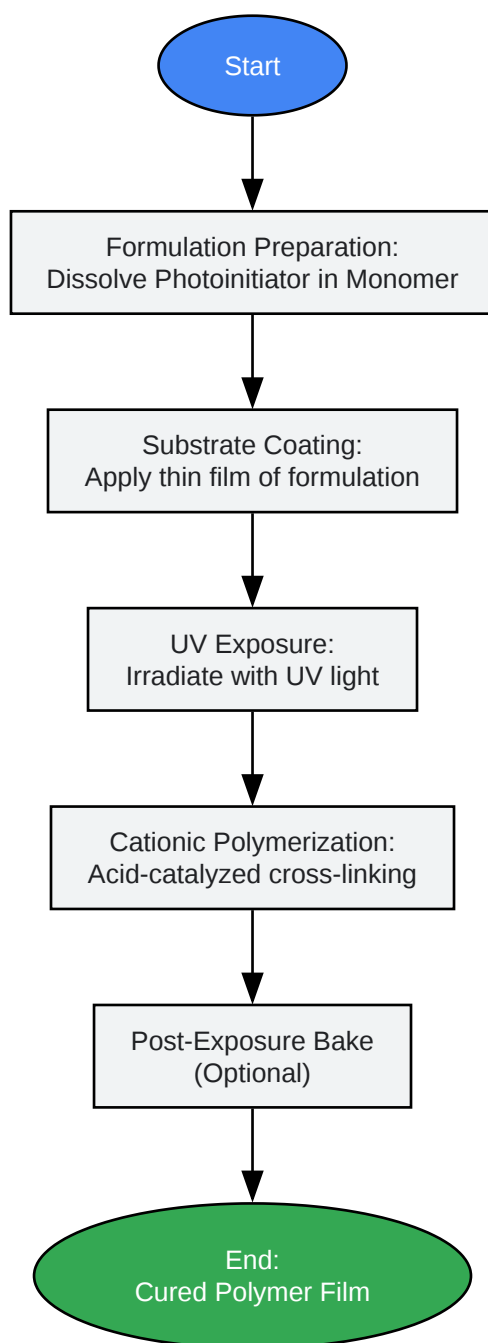 Start
Formulation Preparation:
Dissolve Photoinitiator in Monomer
Substrate Coating:
Apply thin film of formulation
UV Exposure:
Irradiate with UV light
Cationic Polymerization:
Acid-catalyzed cross-linking
Post-Exposure Bake
(Optional)
End:
Cured Polymer Film